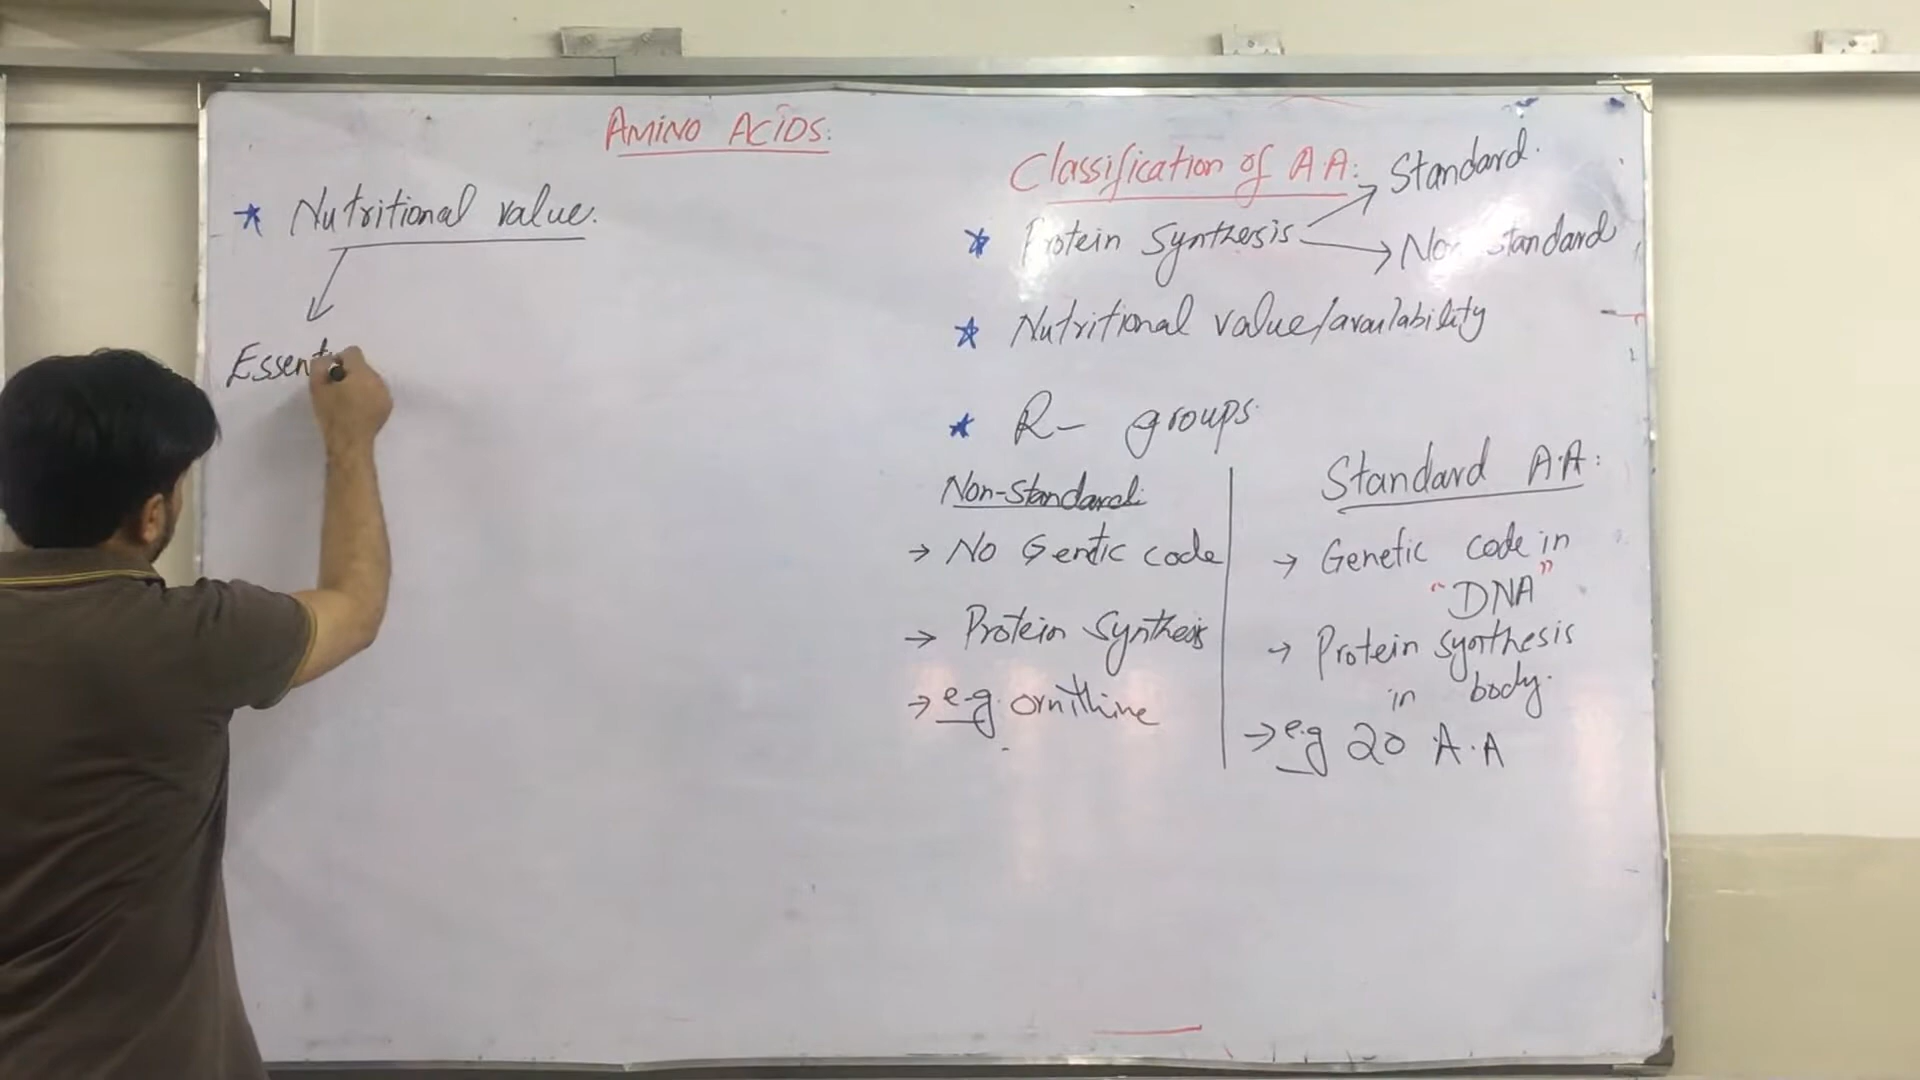 AMINO ACIDS:
* Nutritional value.
Essent
Classification of A.A:
Standard.
* Protein Synthesis
Non standard
* Nutritional value/availability
* R- groups.
Non-Standard:
→ No Gentic code
→ Protein Synthesis
→ e.g. ornithine
Standard A.A:
→ Genetic code in
"DNA"
→ Protein synthesis
in body.
→ e.g 20 A.A